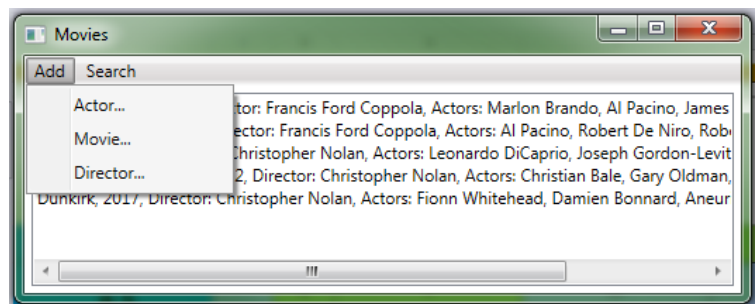 Movies
Add Search
Actor...
Movie...
Director...
tor: Francis Ford Coppola, Actors: Marlon Brando, Al Pacino, James
ector: Francis Ford Coppola, Actors: Al Pacino, Robert De Niro, Rob
Christopher Nolan, Actors: Leonardo DiCaprio, Joseph Gordon-Levit
2, Director: Christopher Nolan, Actors: Christian Bale, Gary Oldman,
Dunkirk, 2017, Director: Christopher Nolan, Actors: Fionn Whitehead, Damien Bonnard, Aneur